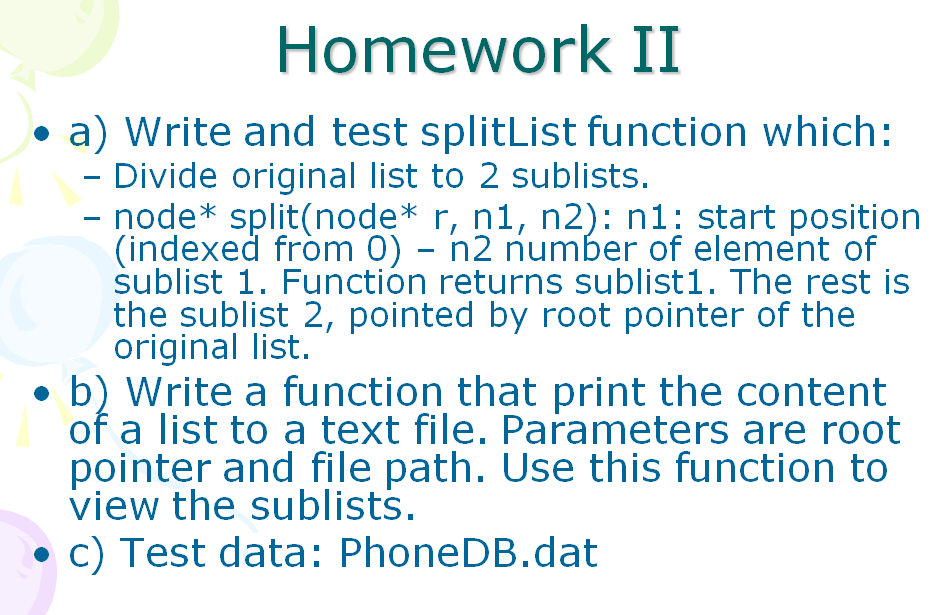 Homework II
• a) Write and test splitList function which:
– Divide original list to 2 sublists.
– node* split(node* r, n1, n2): n1: start position
(indexed from 0) – n2 number of element of
sublist 1. Function returns sublist1. The rest is
the sublist 2, pointed by root pointer of the
original list.
• b) Write a function that print the content
of a list to a text file. Parameters are root
pointer and file path. Use this function to
view the sublists.
• c) Test data: PhoneDB.dat